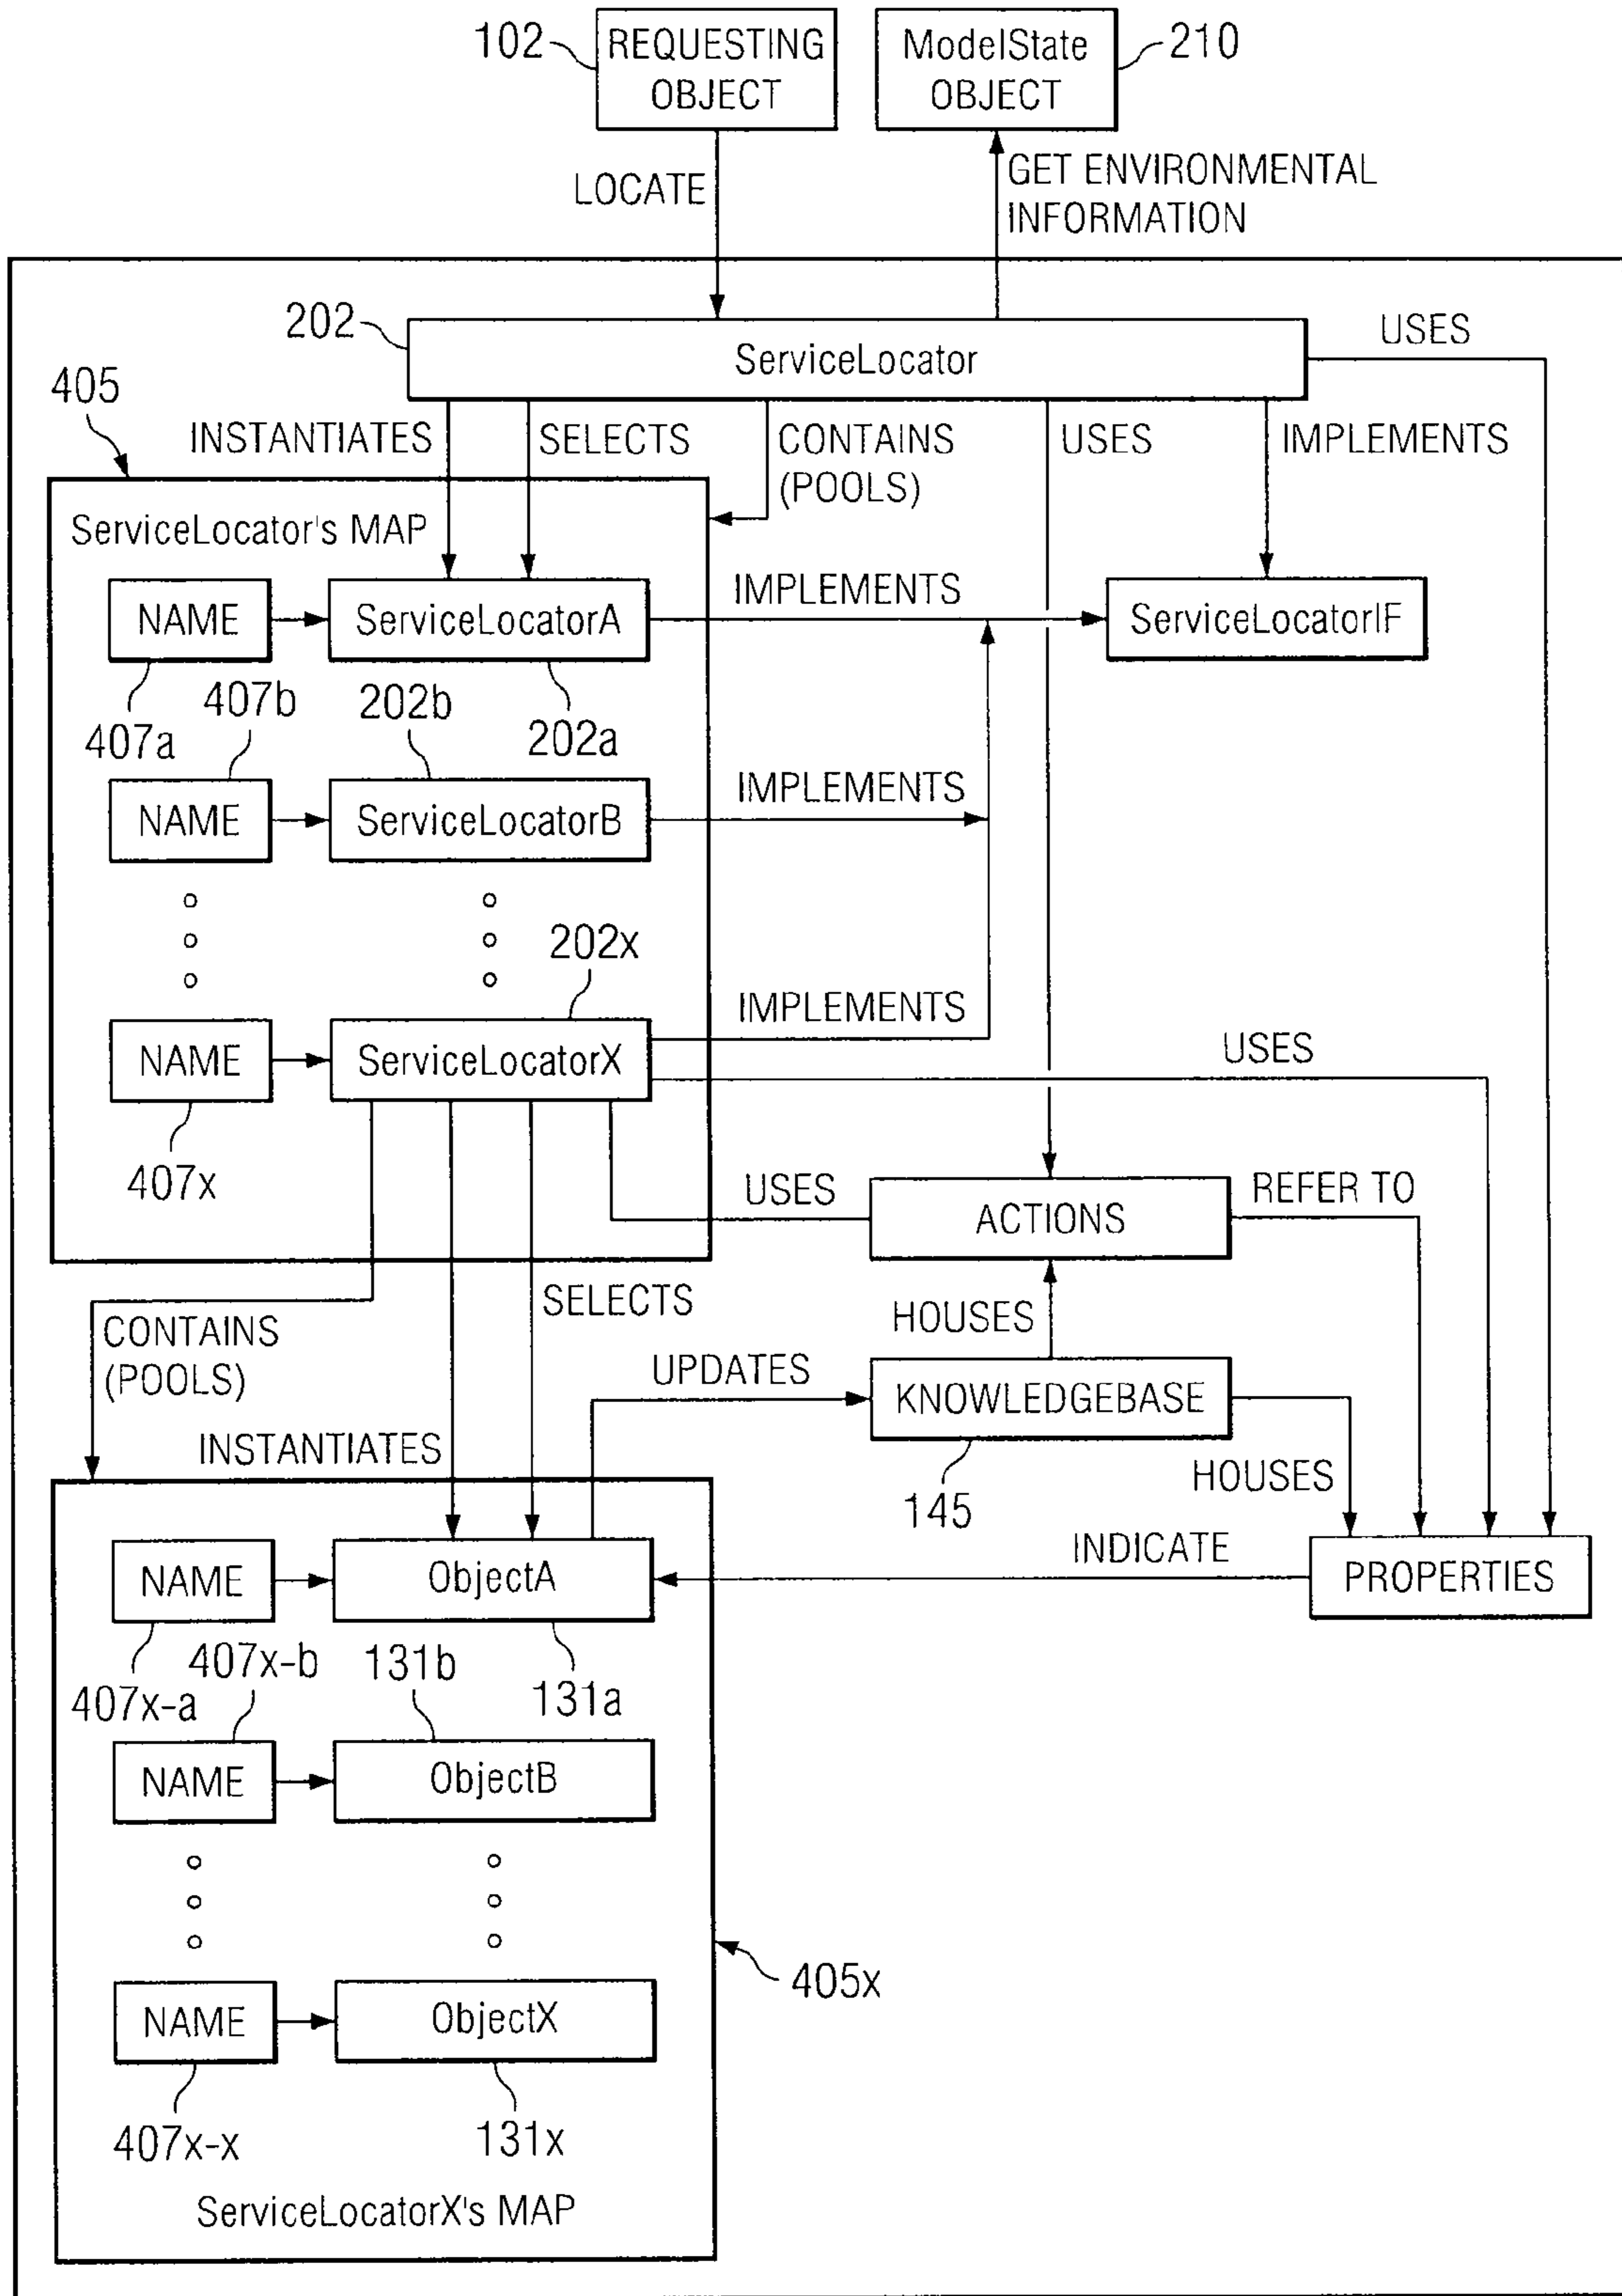 102
REQUESTING
OBJECT
ModelState
OBJECT
210
LOCATE
GET ENVIRONMENTAL
INFORMATION
202
ServiceLocator
USES
405
INSTANTIATES
SELECTS
CONTAINS
(POOLS)
USES
IMPLEMENTS
ServiceLocator's MAP
NAME
ServiceLocatorA
IMPLEMENTS
ServiceLocatorIF
407a
407b
202b
202a
NAME
ServiceLocatorB
IMPLEMENTS
202x
NAME
ServiceLocatorX
IMPLEMENTS
USES
407x
USES
ACTIONS
REFER TO
CONTAINS
(POOLS)
SELECTS
HOUSES
UPDATES
KNOWLEDGEBASE
INSTANTIATES
145
HOUSES
NAME
ObjectA
INDICATE
PROPERTIES
407x-a
407x-b
131b
131a
NAME
ObjectB
405x
NAME
ObjectX
407x-x
131x
ServiceLocatorX's MAP